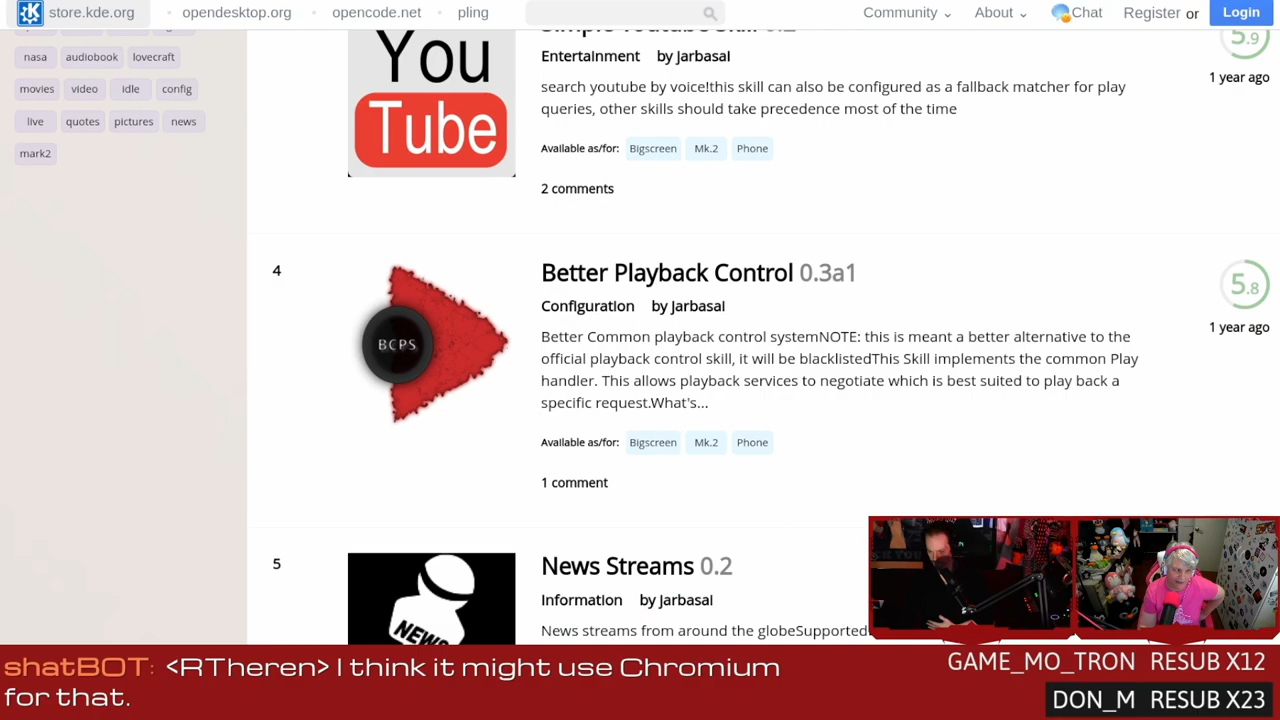 store.kde.org
opendesktop.org
opencode.net
pling
Community
About
Chat
Register or
Login
nasa
audiobook
lovecraft
movies
video
idle
config
live
quotes
pictures
news
mark2
You
Tube
Simple Youtube Skill 0.2
Entertainment by Jarbasal
search youtube by voice!this skill can also be configured as a fallback matcher for play
queries, other skills should take precedence most of the time
Available as/for: Bigscreen Mk.2 Phone
2 comments
5.9
1 year ago
4
BCPS
Better Playback Control 0.3a1
Configuration by Jarbasal
Better Common playback control systemNOTE: this is meant a better alternative to the
official playback control skill, it will be blacklistedThis Skill implements the common Play
handler. This allows playback services to negotiate which is best suited to play back a
specific request.What's...
Available as/for: Bigscreen Mk.2 Phone
1 comment
5.8
1 year ago
5
NEWS
News Streams 0.2
Information by Jarbasal
News streams from around the globeSupported
shatBOT: <RTheren> I think it might use Chromium
for that.
GAME_MO_TRON RESUB X12
DON_M RESUB X23